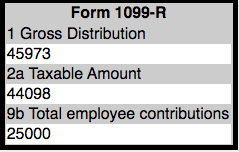 Form 1099-R
1 Gross Distribution
45973
2a Taxable Amount
44098
9b Total employee contributions
25000